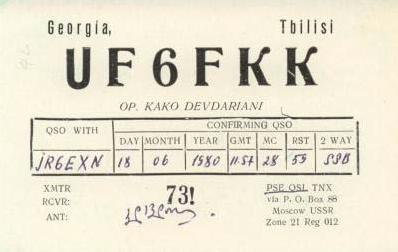 Georgia, Tbilisi
UF6FKK
OP. KAKO DEVDARIANI
QSO WITH CONFIRMING QSO
DAY MONTH YEAR GMT MC RST 2 WAY
JR6EXN 18 06 1980 11.57 28 59 SSB
XMTR 73! PSE QSL TNX
RCVR: via P. O. Box 88
ANT: Moscow USSR
Zone 21 Reg 012